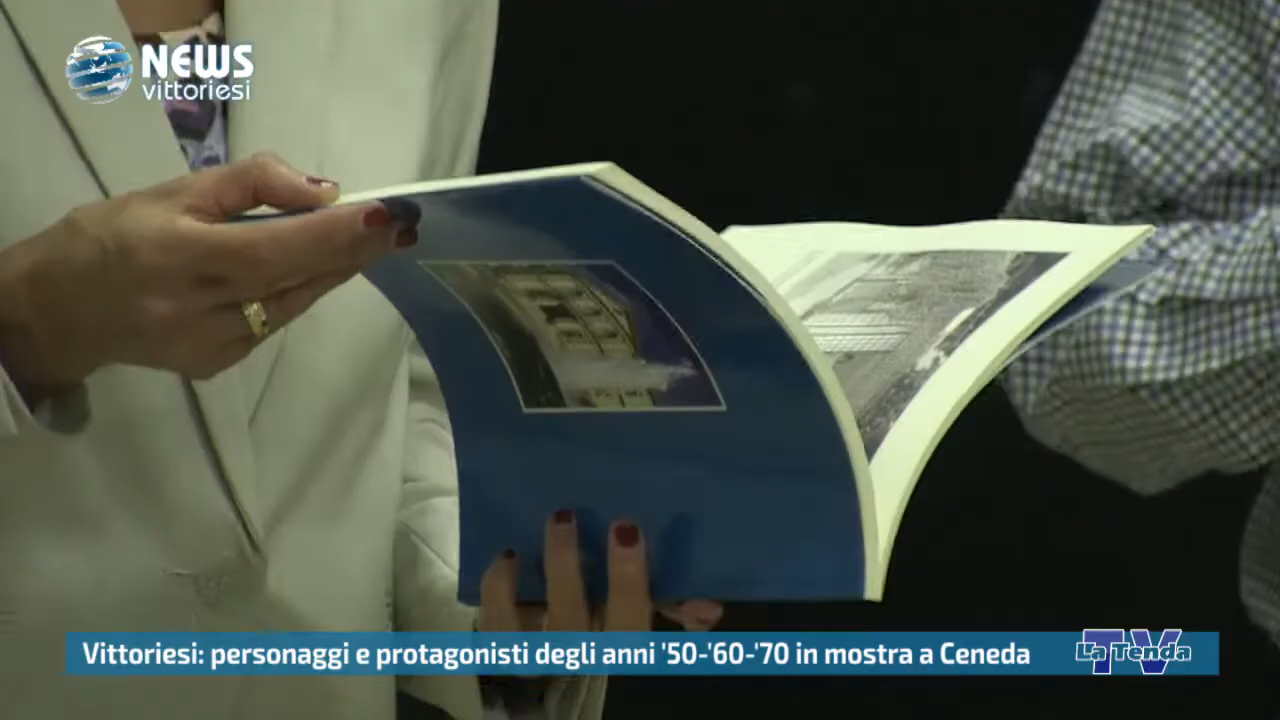 NEWS
vittoriesi
Vittoriesi: personaggi e protagonisti degli anni '50-'60-'70 in mostra a Ceneda
TV
La Tenda